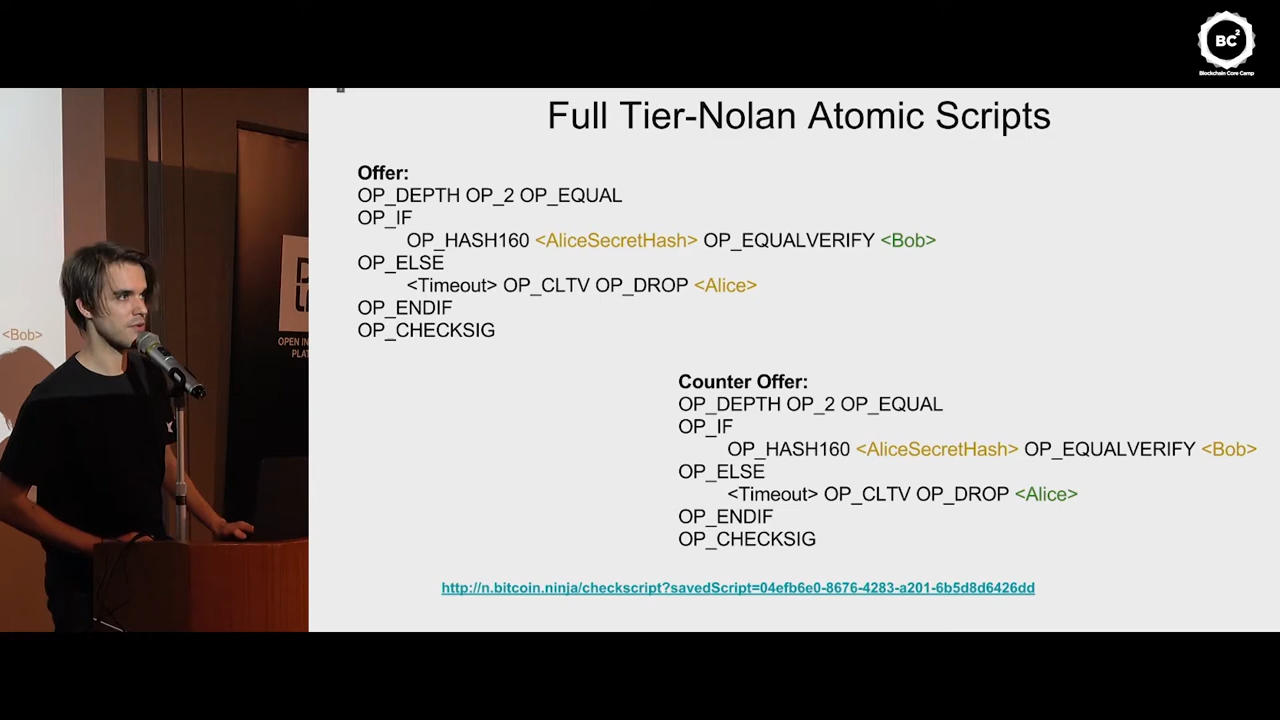 BC²
Blockchain Core Camp
Full Tier-Nolan Atomic Scripts
Offer:
OP_DEPTH OP_2 OP_EQUAL
OP_IF
OP_HASH160 <AliceSecretHash> OP_EQUALVERIFY <Bob>
OP_ELSE
<Timeout> OP_CLTV OP_DROP <Alice>
OP_ENDIF
OP_CHECKSIG
<Bob>
OPEN IN
Counter Offer:
OP_DEPTH OP_2 OP_EQUAL
OP_IF
OP_HASH160 <AliceSecretHash> OP_EQUALVERIFY <Bob>
OP_ELSE
<Timeout> OP_CLTV OP_DROP <Alice>
OP_ENDIF
OP_CHECKSIG
http://n.bitcoin.ninja/checkscript?savedScript=04efb6e0-8676-4283-a201-6b5d8d6426dd